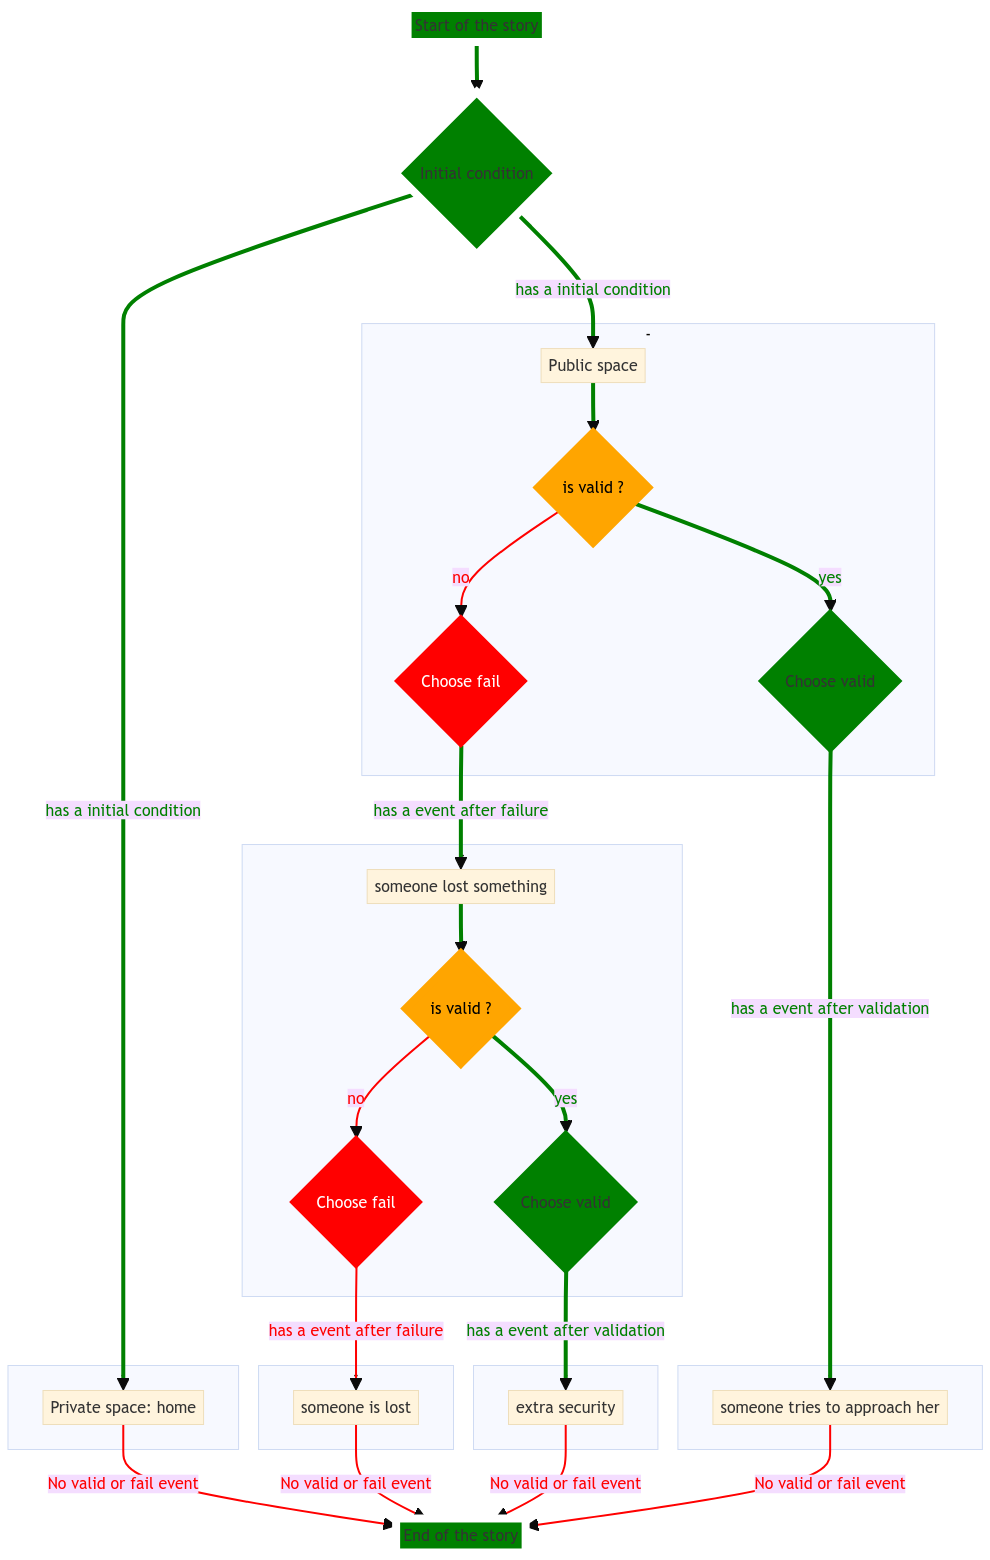 Start of the story
Initial condition
has a initial condition
-
Public space
is valid ?
no
yes
Choose fail
Choose valid
has a initial condition
has a event after failure
someone lost something
is valid ?
has a event after validation
no
yes
Choose fail
Choose valid
has a event after failure
has a event after validation
Private space: home
someone is lost
extra security
someone tries to approach her
No valid or fail event
No valid or fail event
No valid or fail event
No valid or fail event
End of the story